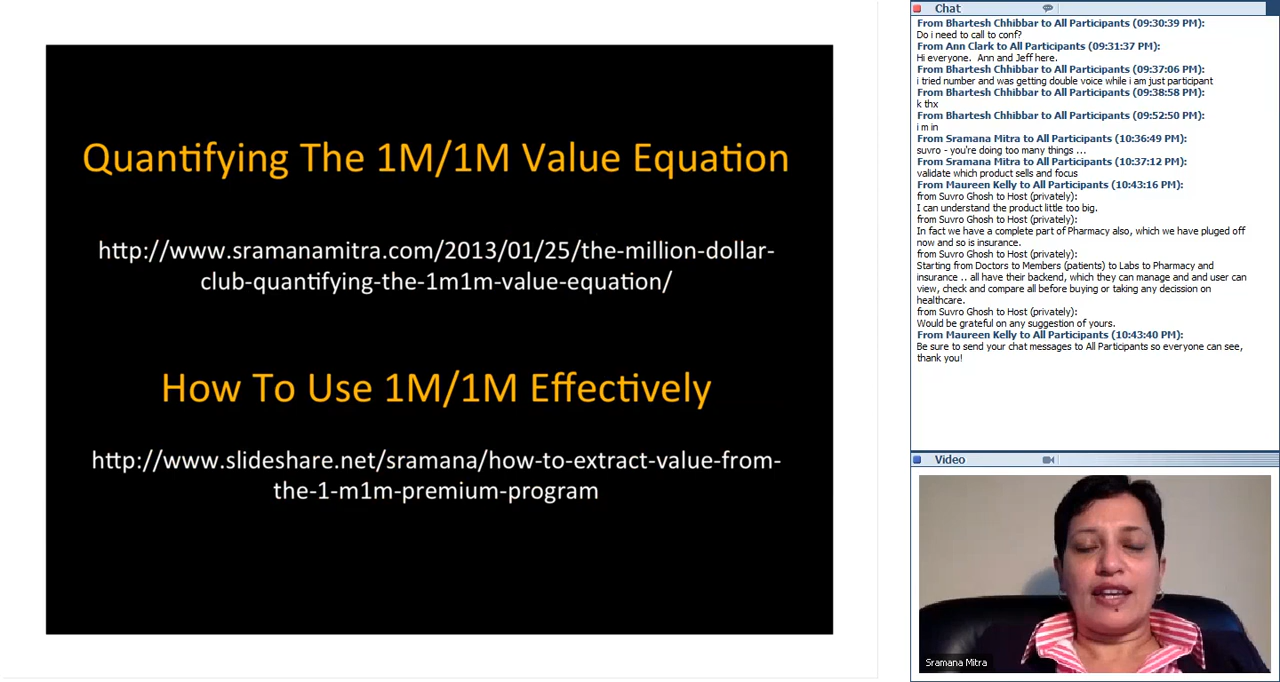 Quantifying The 1M/1M Value Equation
http://www.sramanamitra.com/2013/01/25/the-million-dollar-
club-quantifying-the-1m1m-value-equation/
How To Use 1M/1M Effectively
http://www.slideshare.net/sramana/how-to-extract-value-from-
the-1-m1m-premium-program
Chat
From Bhartesh Chhibbar to All Participants (09:30:39 PM):
Do i need to call to conf?
From Ann Clark to All Participants (09:31:37 PM):
Hi everyone. Ann and Jeff here.
From Bhartesh Chhibbar to All Participants (09:37:06 PM):
i tried number and was getting double voice while i am just participant
From Bhartesh Chhibbar to All Participants (09:38:58 PM):
k thx
From Bhartesh Chhibbar to All Participants (09:52:50 PM):
i m in
From Sramana Mitra to All Participants (10:36:49 PM):
suvro - you're doing too many things ...
From Sramana Mitra to All Participants (10:37:12 PM):
validate which product sells and focus
From Maureen Kelly to All Participants (10:43:16 PM):
from Suvro Ghosh to Host (privately):
I can understand the product little too big.
from Suvro Ghosh to Host (privately):
In fact we have a complete part of Pharmacy also, which we have pluged off
now and so is insurance.
from Suvro Ghosh to Host (privately):
Starting from Doctors to Members (patients) to Labs to Pharmacy and
insurance .. all have their backend, which they can manage and and user can
view, check and compare all before buying or taking any decission on
healthcare.
from Suvro Ghosh to Host (privately):
Would be grateful on any suggestion of yours.
From Maureen Kelly to All Participants (10:43:40 PM):
Be sure to send your chat messages to All Participants so everyone can see,
thank you!
Video
Sramana Mitra